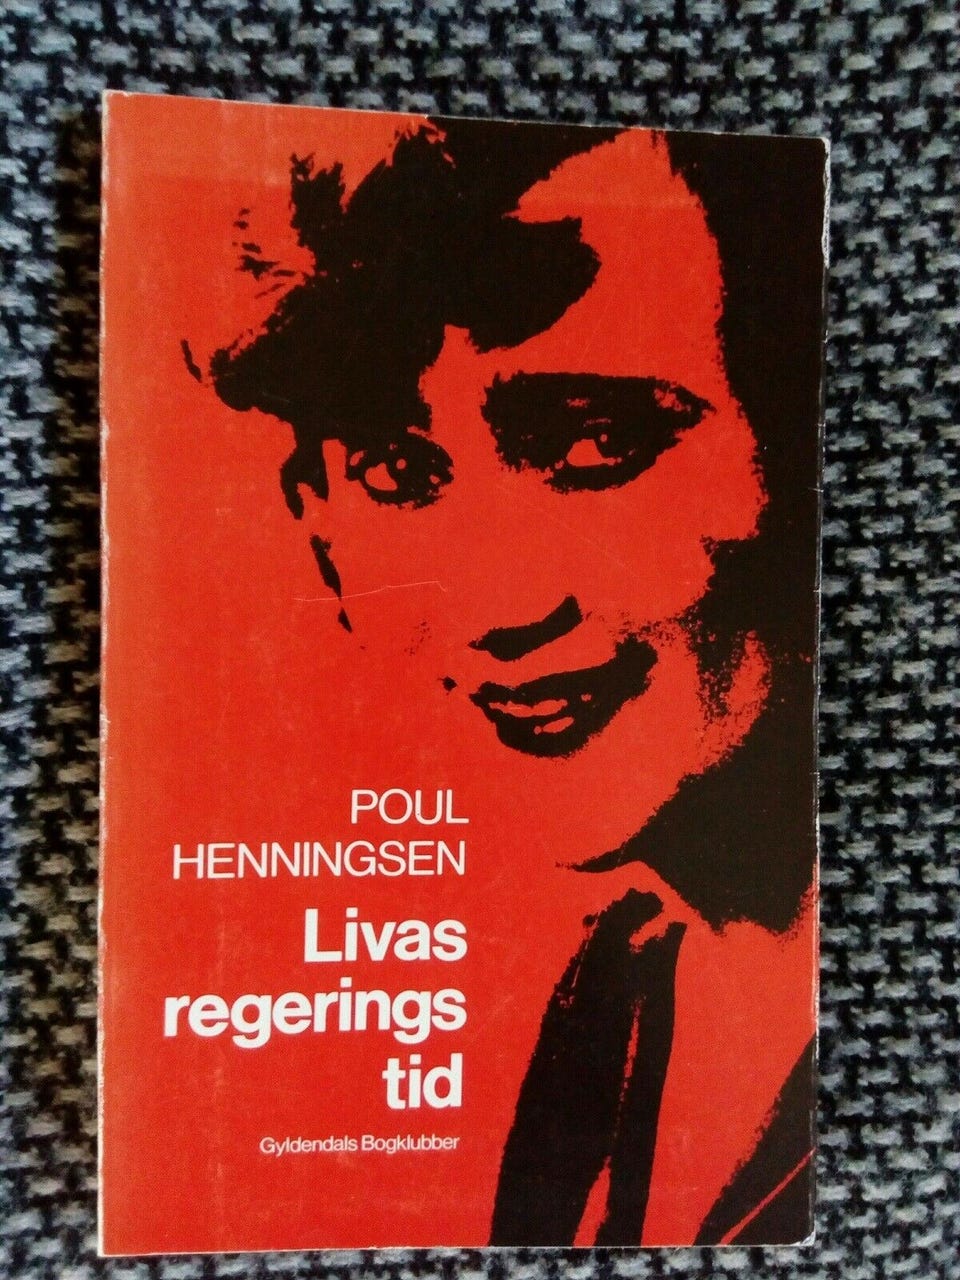 POUL
HENNINGSEN
Livas
regerings
tid
Gyldendals Bogklubber